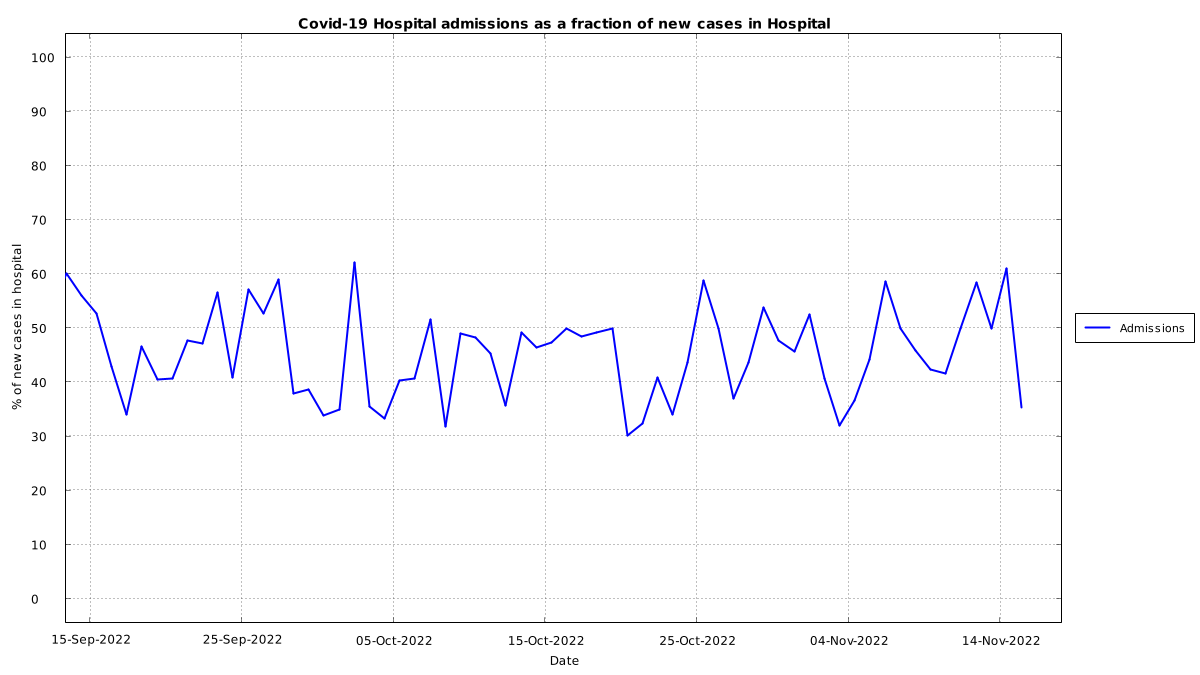 Covid-19 Hospital admissions as a fraction of new cases in Hospital
100
90
80
70
60
50
40
30
20
10
0
% of new cases in hospital
Admissions
15-Sep-2022 25-Sep-2022 05-Oct-2022 15-Oct-2022 25-Oct-2022 04-Nov-2022 14-Nov-2022
Date